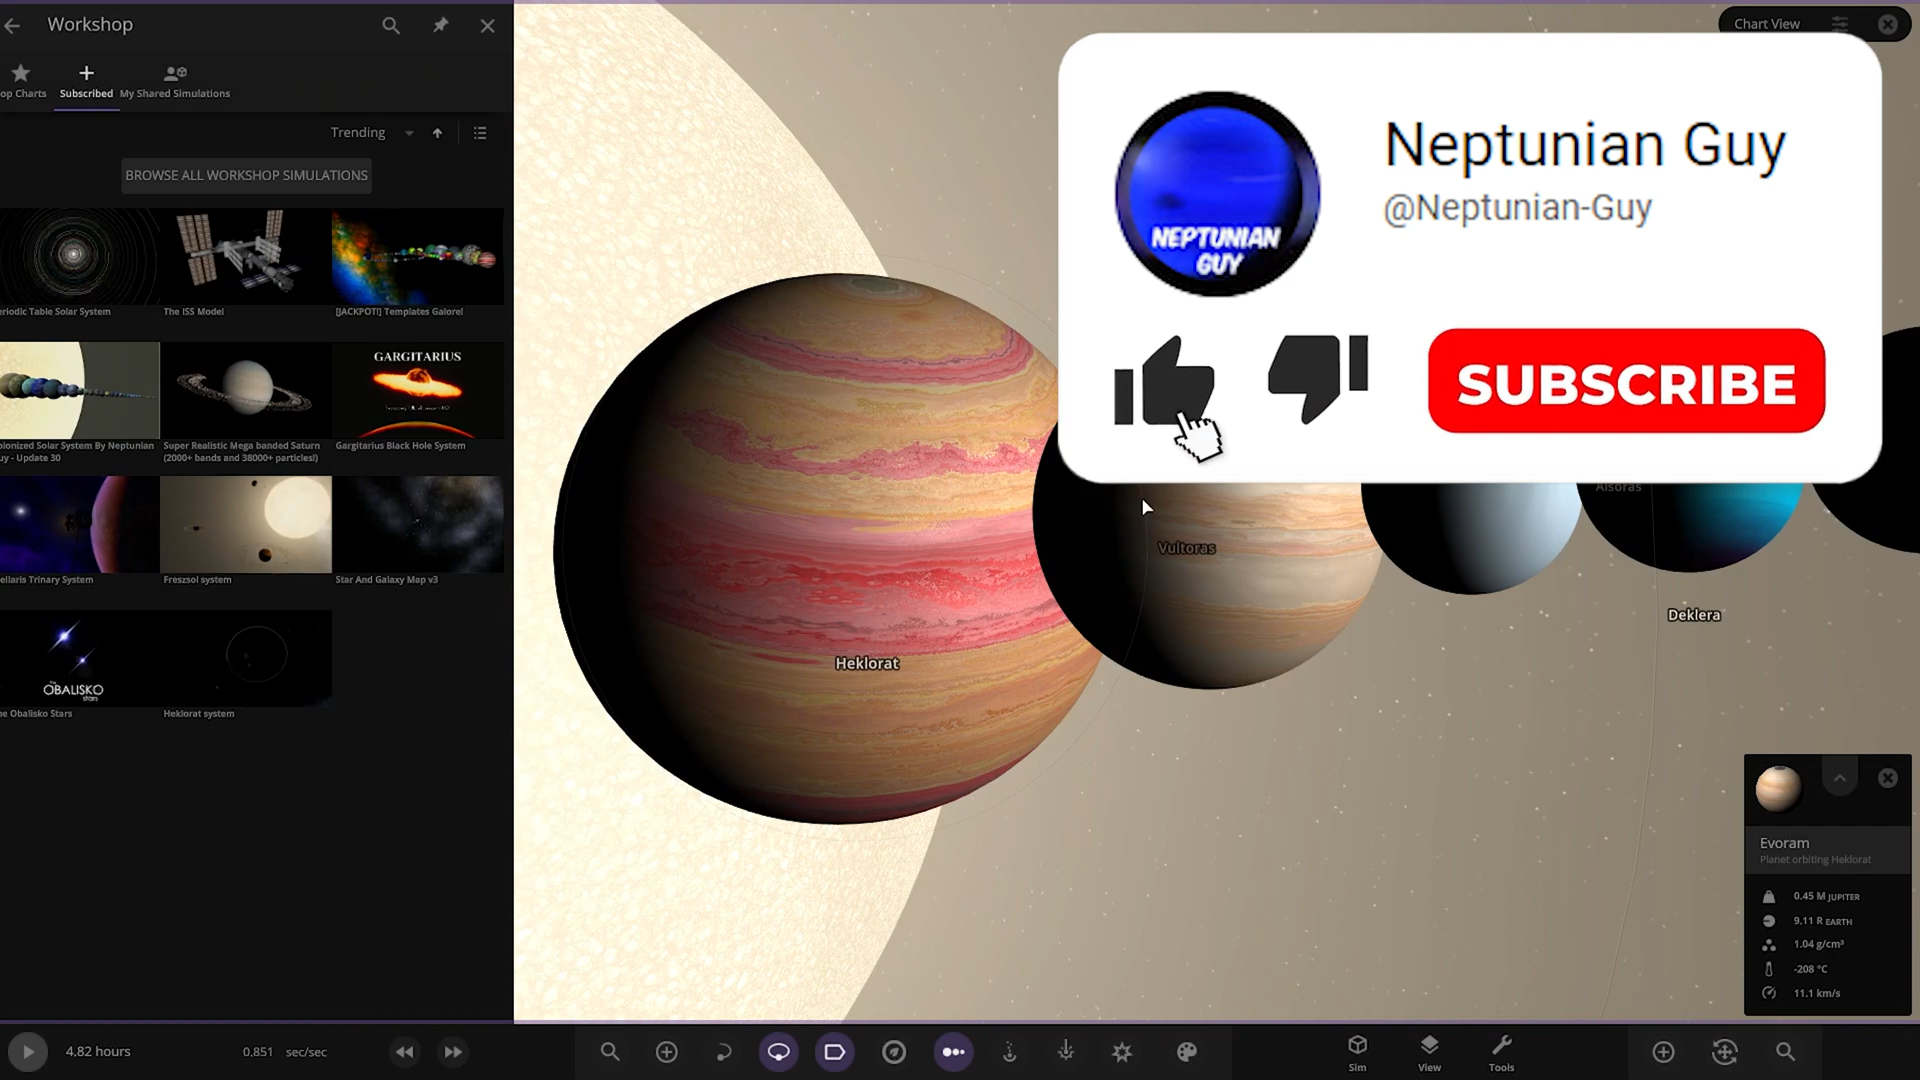 Workshop
op Charts
Subscribed
My Shared Simulations
Trending
BROWSE ALL WORKSHOP SIMULATIONS
eriodic Table Solar System
The ISS Model
[JACKPOT!] Templates Galore!
GARGITARIUS
olonized Solar System By Neptunian
uy - Update 30
Super Realistic Mega banded Saturn
(2000+ bands and 38000+ particles!)
Gargitarius Black Hole System
ellaris Trinary System
Freszsol system
Star And Galaxy Map v3
OBALISKO
stars
he Obalisko Stars
Heklorat system
Chart View
Neptunian Guy
@Neptunian-Guy
NEPTUNIAN
GUY
SUBSCRIBE
Aisoras
Vultoras
Deklera
Heklorat
Evoram
Planet orbiting Heklorat
0.45 M JUPITER
9.11 R EARTH
1.04 g/cm³
-208 °C
11.1 km/s
4.82 hours
0.851 sec/sec
Sim
View
Tools